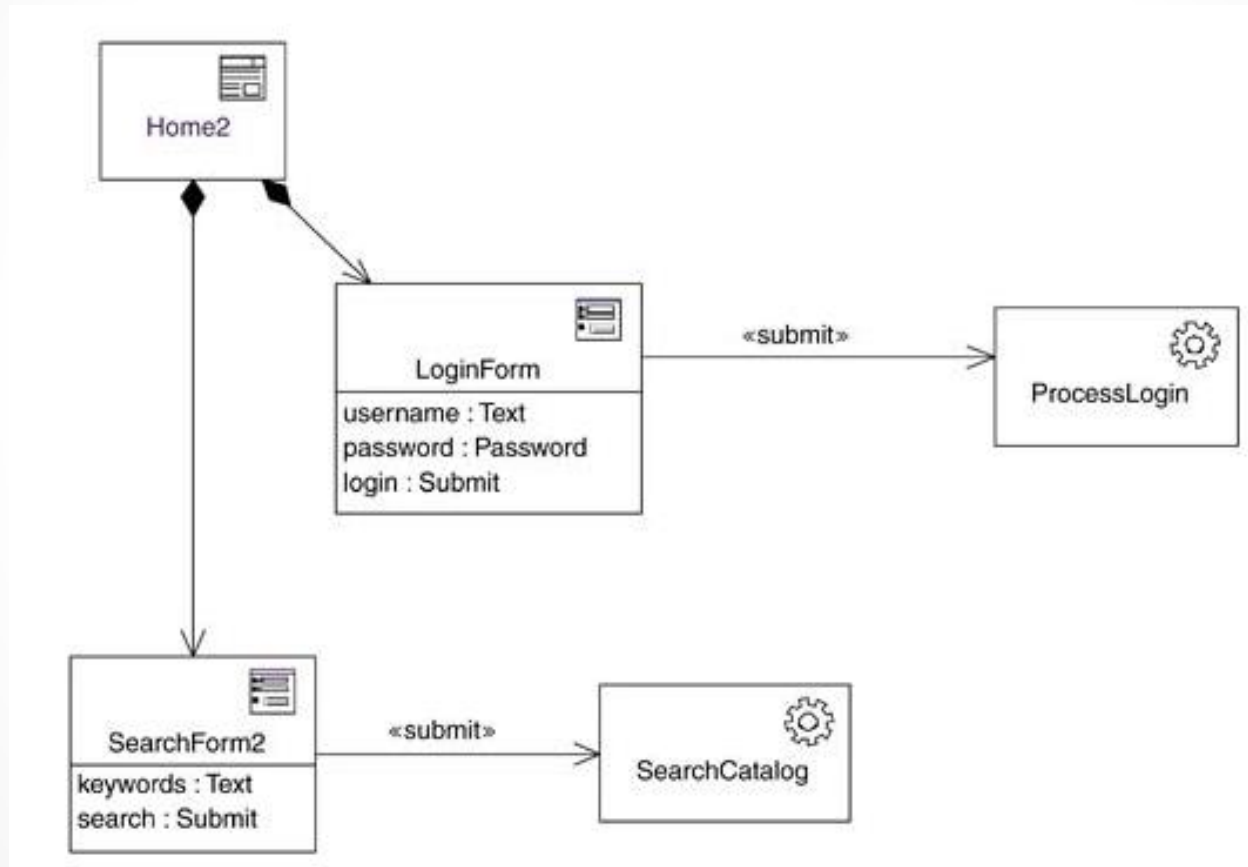 Home2
LoginForm
username : Text
password : Password
login : Submit
«submit»
ProcessLogin
SearchForm2
keywords : Text
search : Submit
«submit»
SearchCatalog